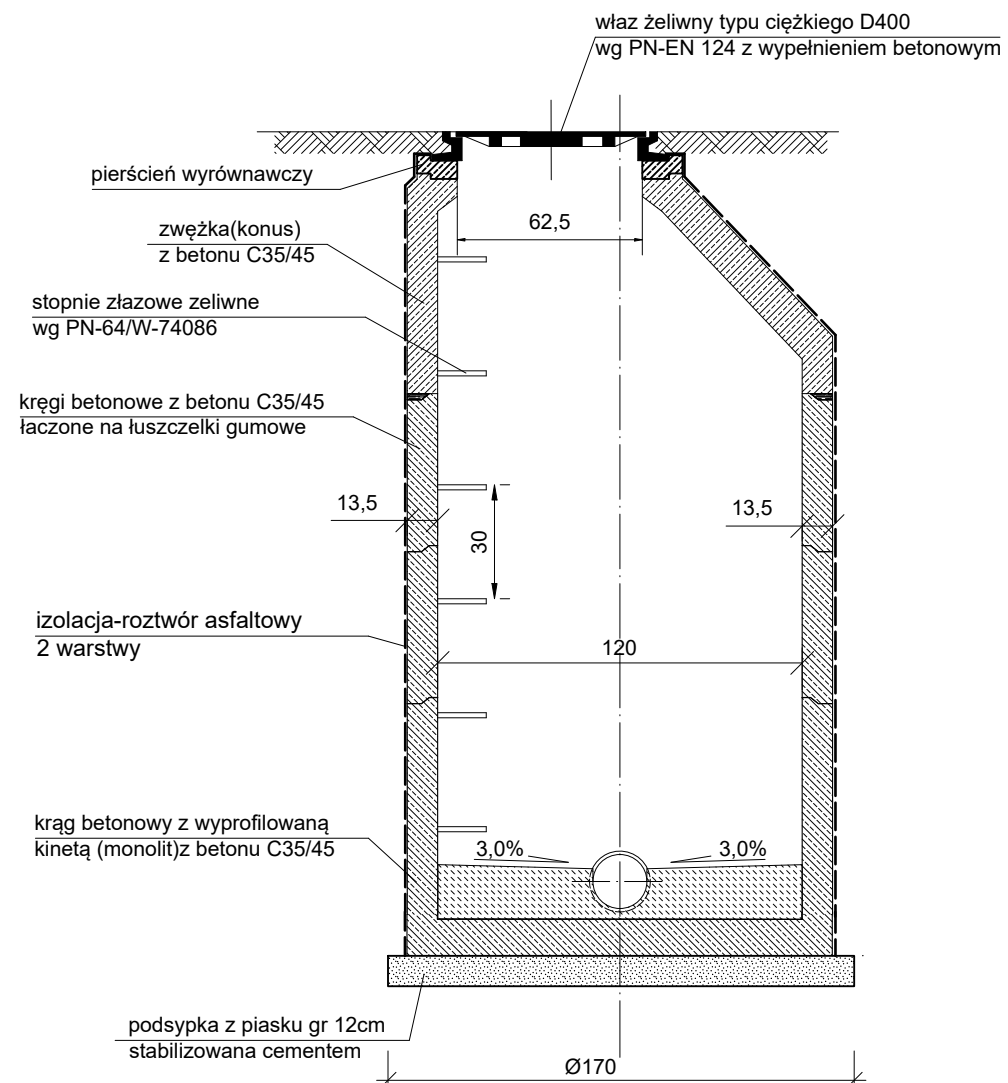 właz żeliwny typu ciężkiego D400
wg PN-EN 124 z wypełnieniem betonowym
pierścień wyrównawczy
62,5
zwężka(konus)
z betonu C35/45
stopnie złazowe zeliwne
wg PN-64/W-74086
kręgi betonowe z betonu C35/45
łaczone na łuszczelki gumowe
13,5
13,5
30
izolacja-roztwór asfaltowy
2 warstwy
120
krąg betonowy z wyprofilowaną
kinetą (monolit)z betonu C35/45
3,0%
3,0%
podsypka z piasku gr 12cm
stabilizowana cementem
Ø170